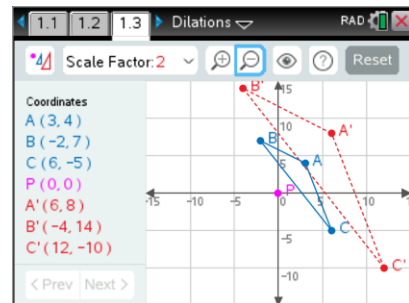 1.1 1.2 1.3 Dilations RAD
Scale Factor: 2 ? Reset
Coordinates
A (3, 4)
B (-2, 7)
C (6, -5)
P (0, 0)
A' (6, 8)
B' (-4, 14)
C' (12, -10)
< Prev Next >
B' 15
10 A'
B
5 A
P
-15 -10 -5 5 10 15
C
-5
-10 C'